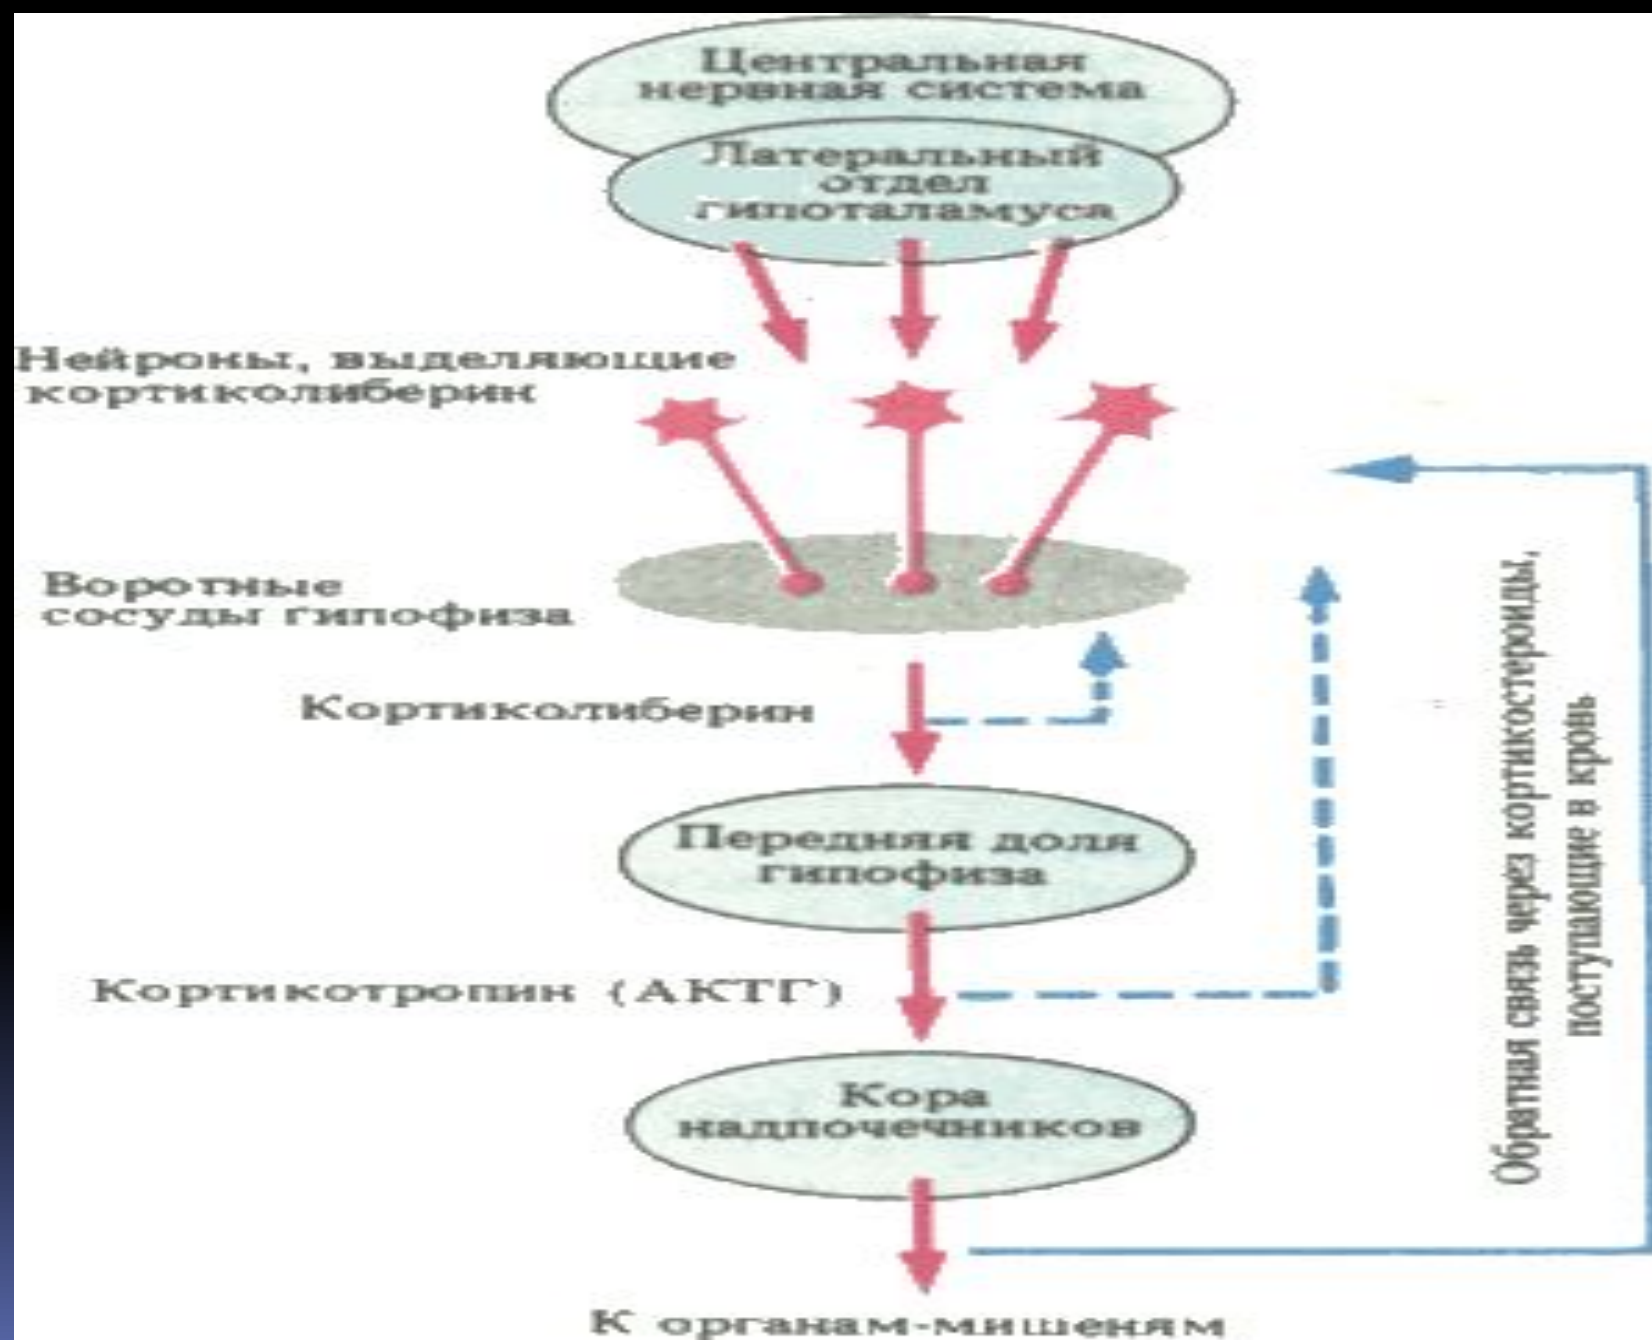 Центральная
нервная система
Латеральный
отдел
гипоталамуса
Нейроны, выделяющие
кортиколиберин
Воротные
сосуды гипофиза
Кортиколиберин
Передняя доля
гипофиза
Кортикотропин (АКТГ)
Кора
надпочечников
К органам-мишеням
Обратная связь через кортикостероиды,
поступающие в кровь